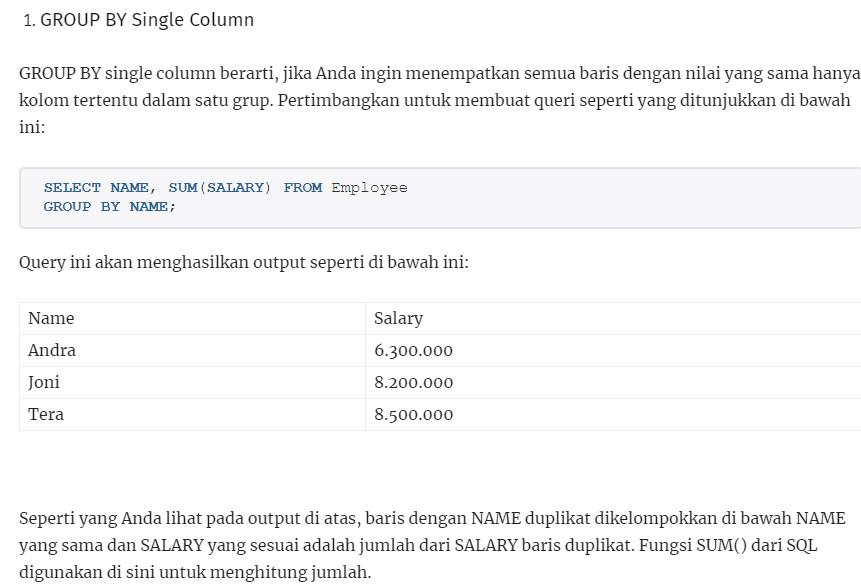 1. GROUP BY Single Column
GROUP BY single column berarti, jika Anda ingin menempatkan semua baris dengan nilai yang sama hanya
kolom tertentu dalam satu grup. Pertimbangkan untuk membuat queri seperti yang ditunjukkan di bawah
ini:
SELECT NAME, SUM(SALARY) FROM Employee
GROUP BY NAME;
Query ini akan menghasilkan output seperti di bawah ini:
Name Salary
Andra 6.300.000
Joni 8.200.000
Tera 8.500.000
Seperti yang Anda lihat pada output di atas, baris dengan NAME duplikat dikelompokkan di bawah NAME
yang sama dan SALARY yang sesuai adalah jumlah dari SALARY baris duplikat. Fungsi SUM() dari SQL
digunakan di sini untuk menghitung jumlah.